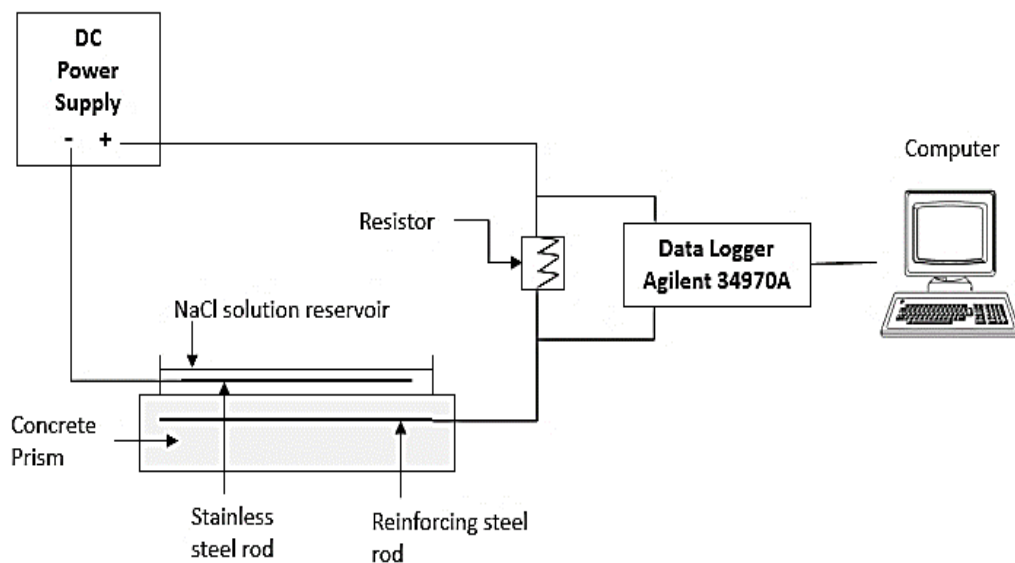 DC
Power
Supply
- +
Computer
Resistor
Data Logger
Agilent 34970A
NaCl solution reservoir
Concrete
Prism
Stainless
steel rod
Reinforcing steel
rod